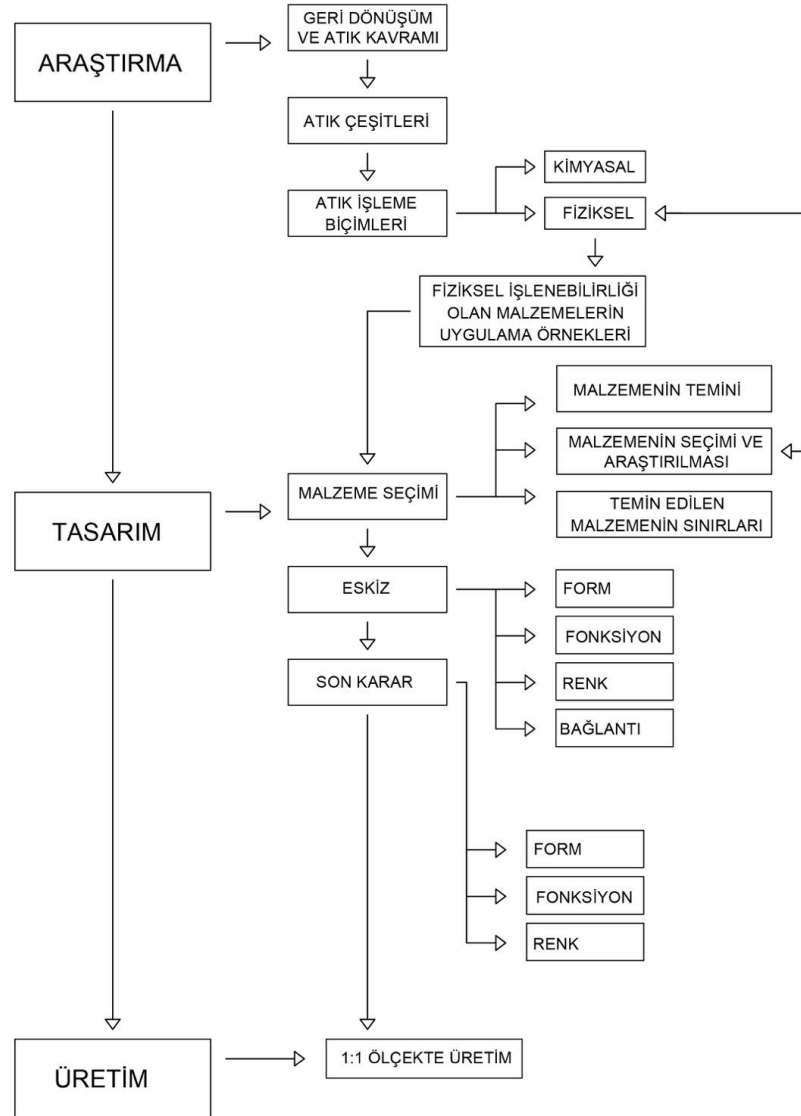 ARAŞTIRMA
GERİ DÖNÜŞÜM
VE ATIK KAVRAMI
ATIK ÇEŞİTLERİ
ATIK İŞLEME
BİÇİMLERİ
KİMYASAL
FİZİKSEL
FİZİKSEL İŞLENEBİLİRLİĞİ
OLAN MALZEMELERİN
UYGULAMA ÖRNEKLERİ
TASARIM
MALZEME SEÇİMİ
MALZEMENİN TEMİNİ
MALZEMENİN SEÇİMİ VE
ARAŞTIRILMASI
TEMİN EDİLEN
MALZEMENİN SINIRLARI
ESKİZ
FORM
FONKSİYON
RENK
BAĞLANTI
SON KARAR
FORM
FONKSİYON
RENK
ÜRETİM
1:1 ÖLÇEKTE ÜRETİM